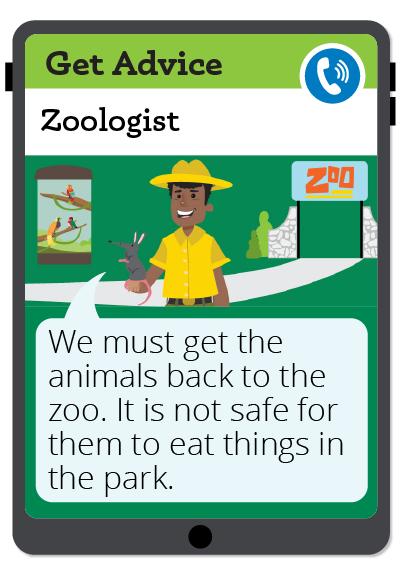 Get Advice
Zoologist
ZOO
We must get the
animals back to the
zoo. It is not safe for
them to eat things in
the park.